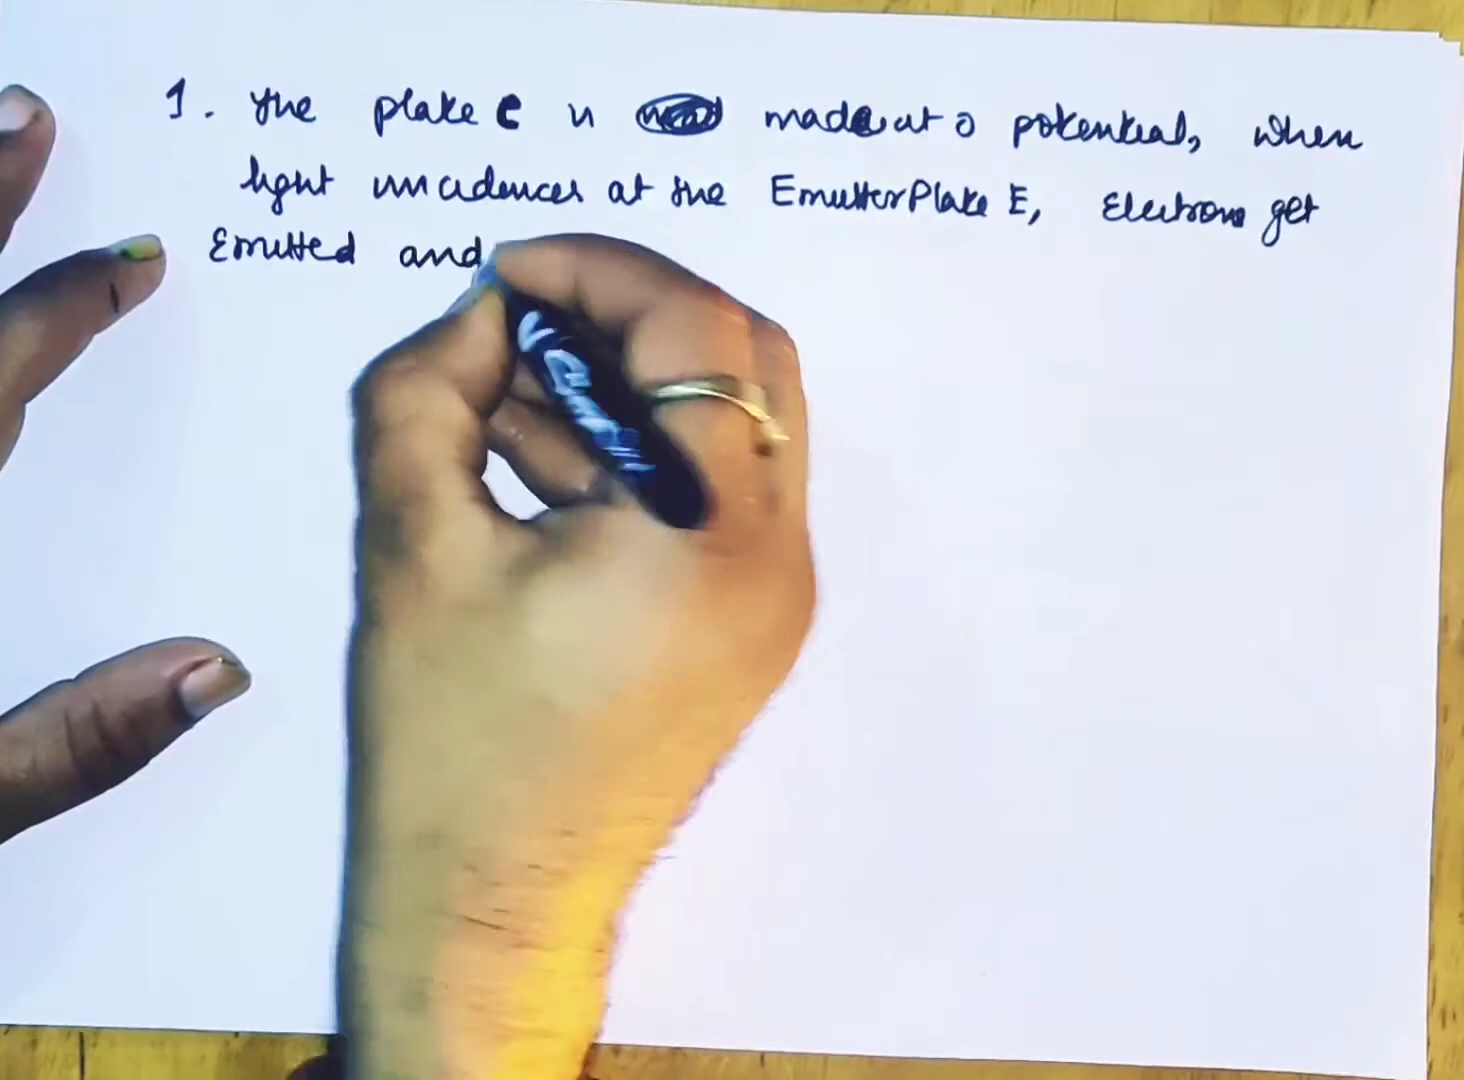 1. The plate C is made at 0 potential, when
light incidences at the Emitter Plate E, Electrons get
Emitted and